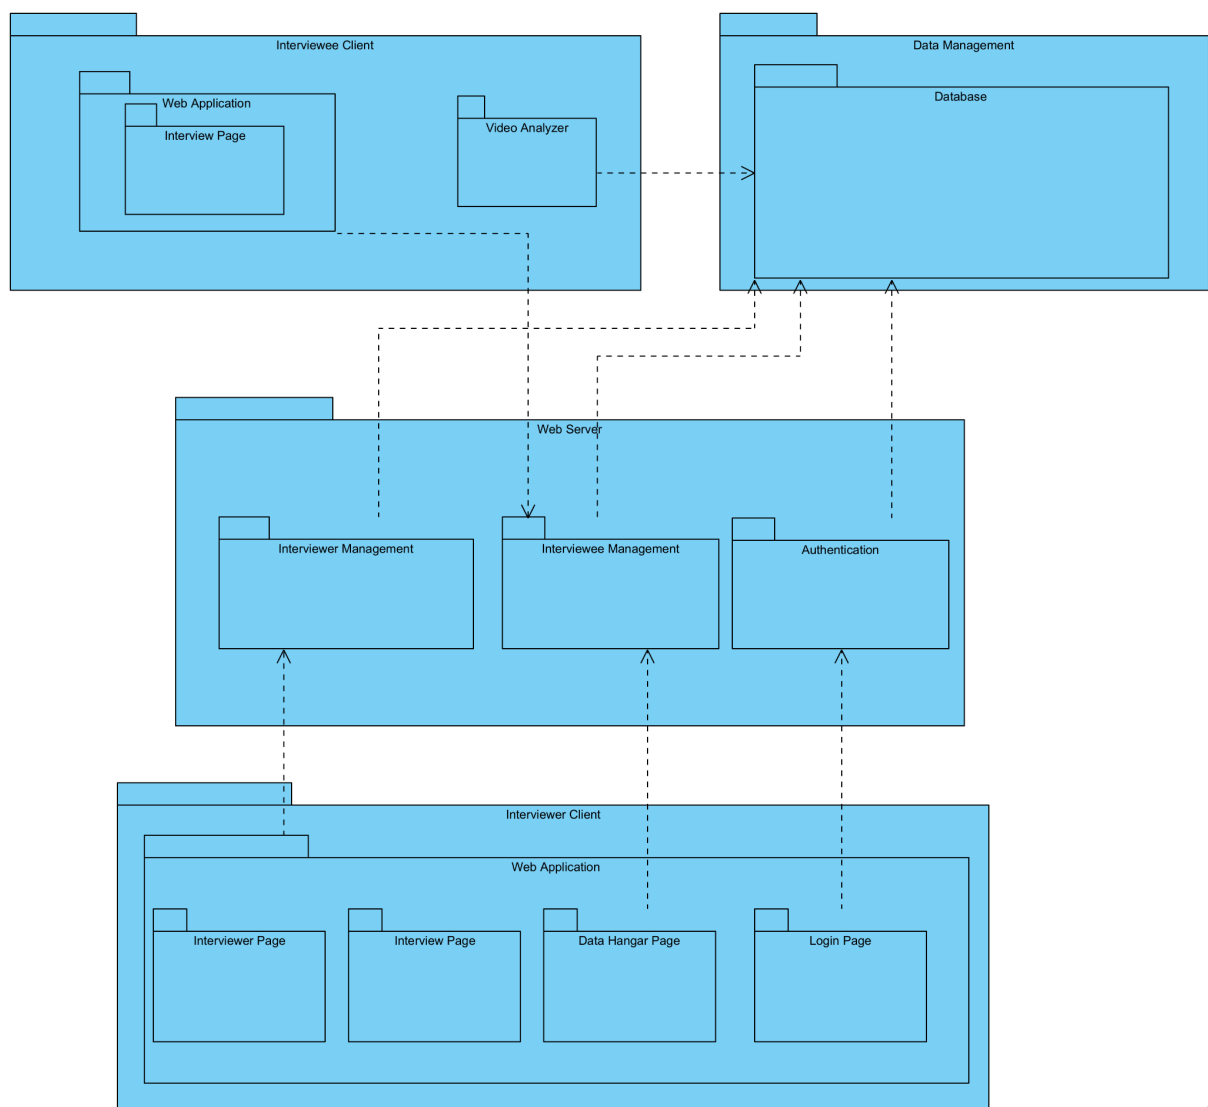 Interviewee Client
Data Management
Web Application
Interview Page
Video Analyzer
Database
Web Server
Interviewer Management
Interviewee Management
Authentication
Interviewer Client
Web Application
Interviewer Page
Interview Page
Data Hangar Page
Login Page